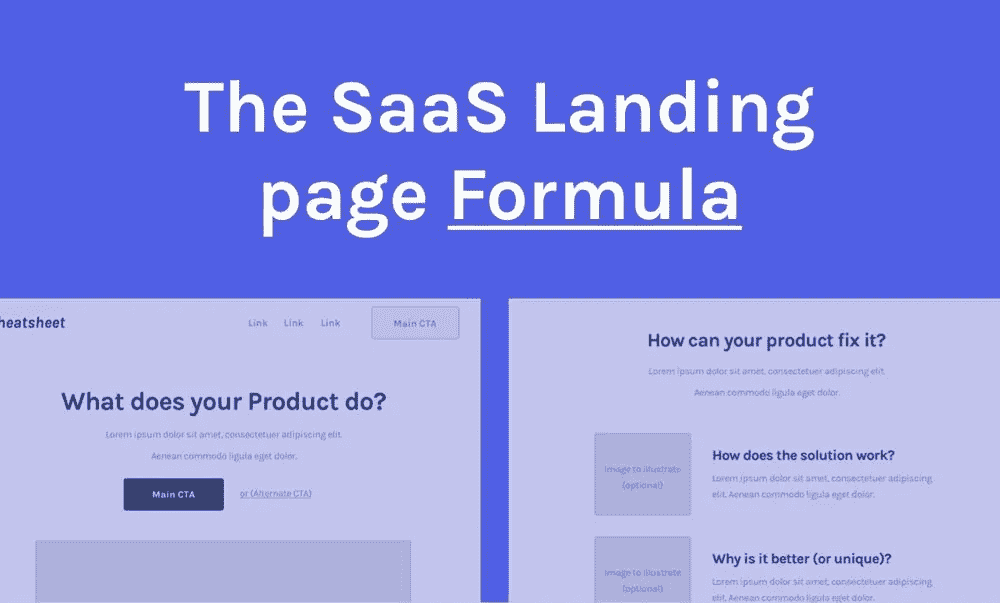 The SaaS Landing
page Formula
heatsheet
Link Link Link Main CTA
What does your Product do?
Lorem ipsum dolor sit amet, consectetuer adipiscing elit.
Aenean commodo ligula eget dolor.
Main CTA or (Alternate CTA)
How can your product fix it?
Lorem ipsum dolor sit amet, consectetuer adipiscing elit.
Aenean commodo ligula eget dolor.
Image to illustrate
(optional)
How does the solution work?
Lorem ipsum dolor sit amet, consectetuer adipiscing
elit. Aenean commodo ligula eget dolor.
Image to illustrate
(optional)
Why is it better (or unique)?
Lorem ipsum dolor sit amet, consectetuer adipiscing
elit. Aenean commodo ligula eget dolor.